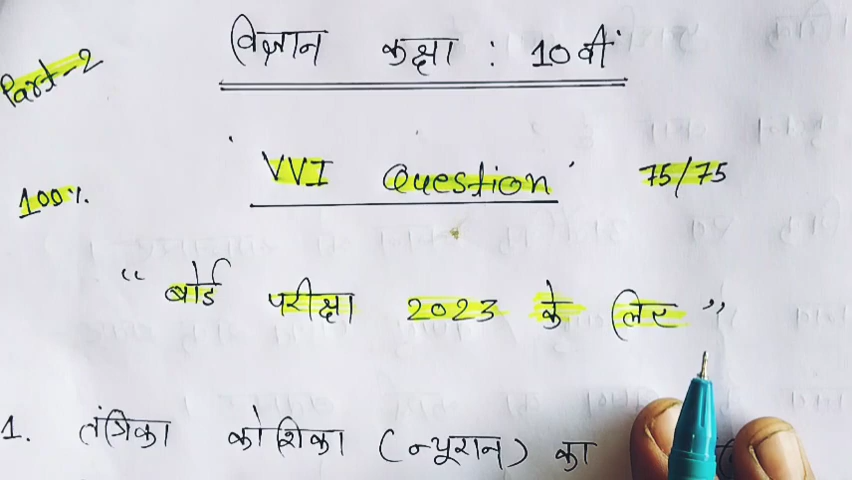 Part-2
विज्ञान कक्षा : 10वीं
100%.
VVI Question 75/75
“बोर्ड परीक्षा 2023 के लिए”
1. तंत्रिका कोशिका (न्यूरान) का